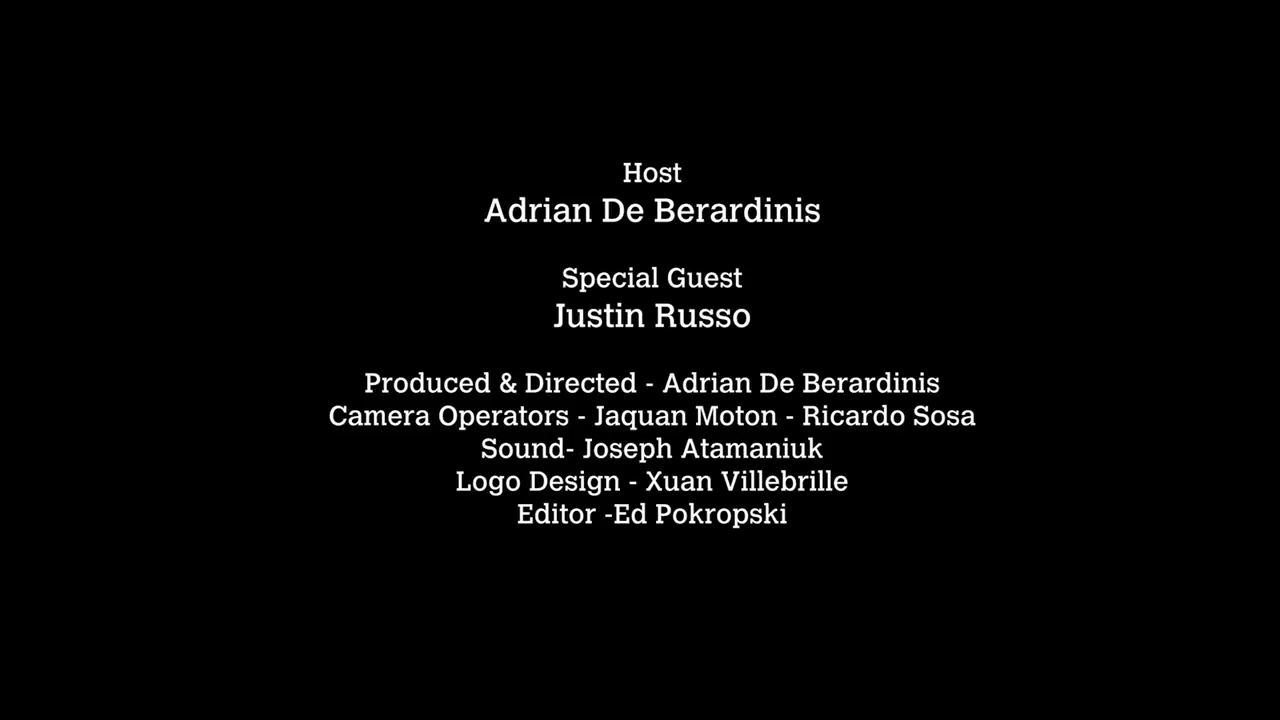 Host
Adrian De Berardinis
Special Guest
Justin Russo
Produced & Directed - Adrian De Berardinis
Camera Operators - Jaquan Moton - Ricardo Sosa
Sound- Joseph Atamaniuk
Logo Design - Xuan Villebrille
Editor -Ed Pokropski